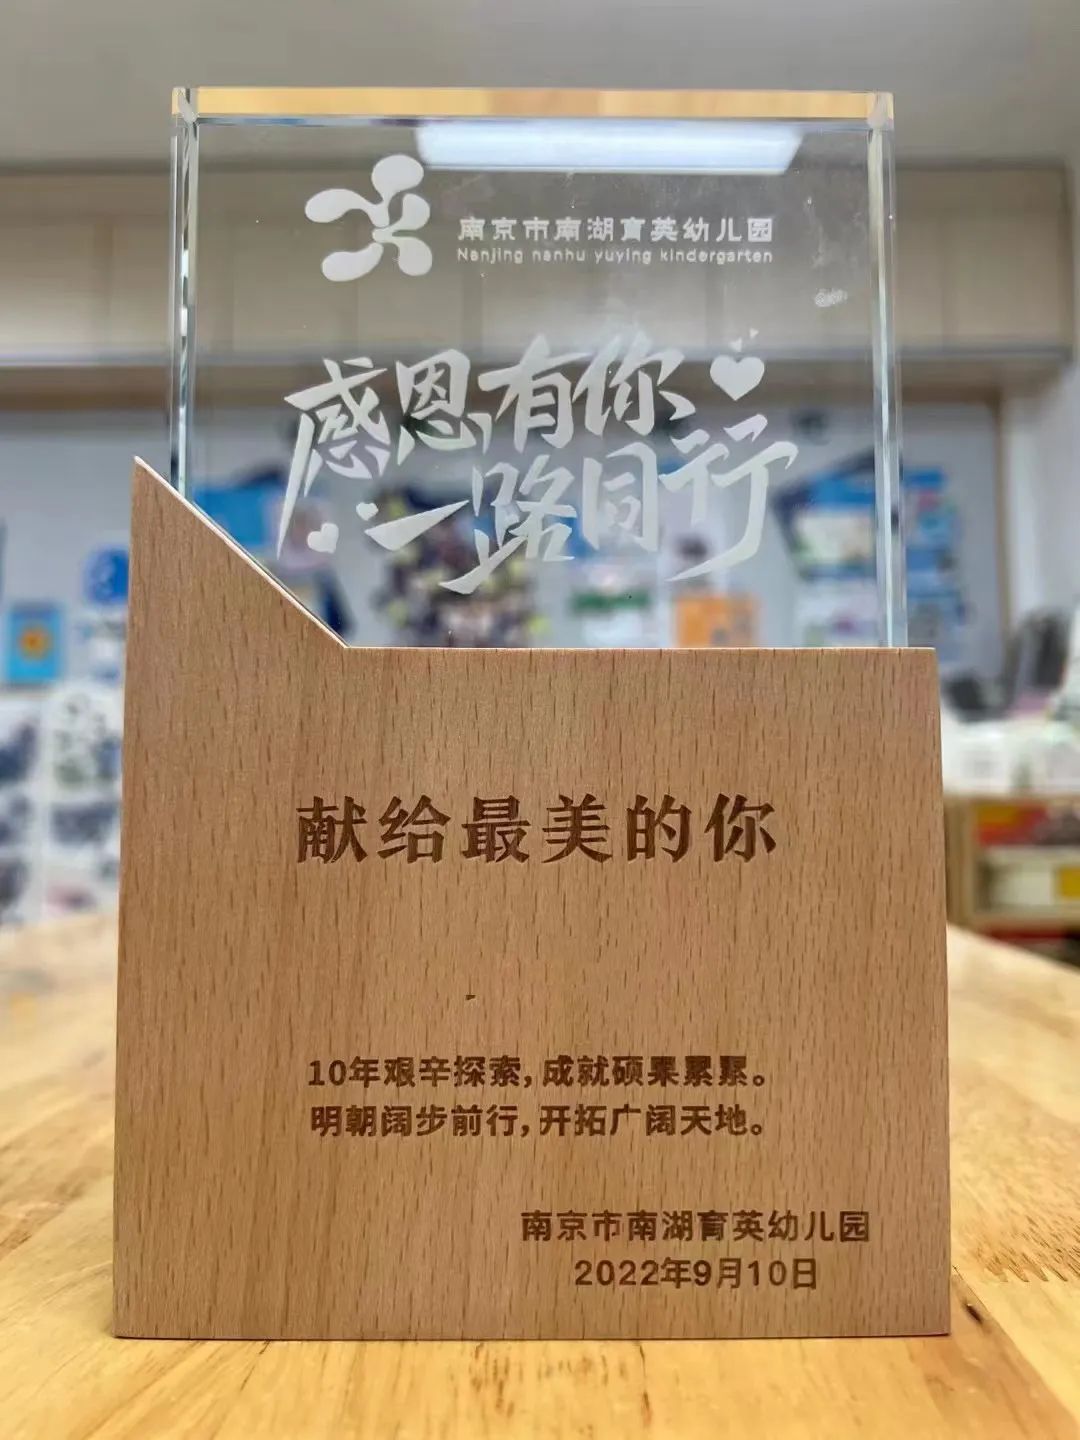 南京市南湖育英幼儿园
Nanjing nanhu yuying kindergarten
感恩有你
一路同行
献给最美的你
10年艰辛探索,成就硕果累累。
明朝阔步前行,开拓广阔天地。
南京市南湖育英幼儿园
2022年9月10日